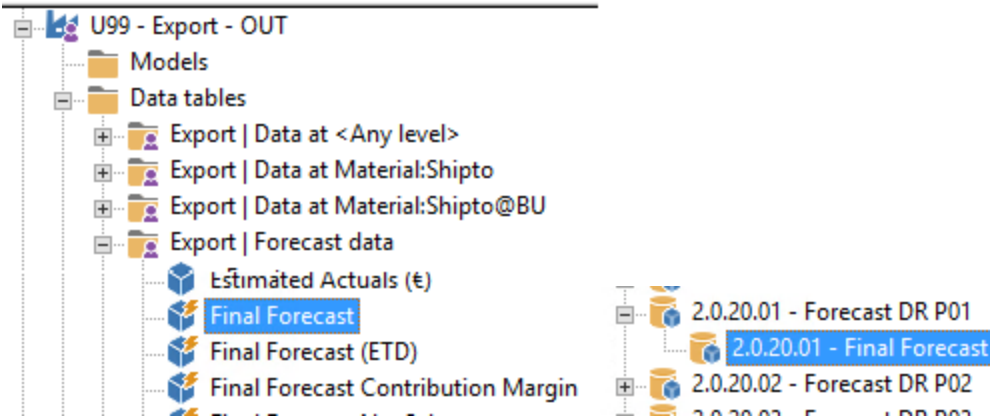 U99 - Export - OUT
Models
Data tables
Export | Data at <Any level>
Export | Data at Material:Shipto
Export | Data at Material:Shipto@BU
Export | Forecast data
Estimated Actuals (€)
Final Forecast
Final Forecast (ETD)
Final Forecast Contribution Margin
2.0.20.01 - Forecast DR P01
2.0.20.01 - Final Forecast
2.0.20.02 - Forecast DR P02